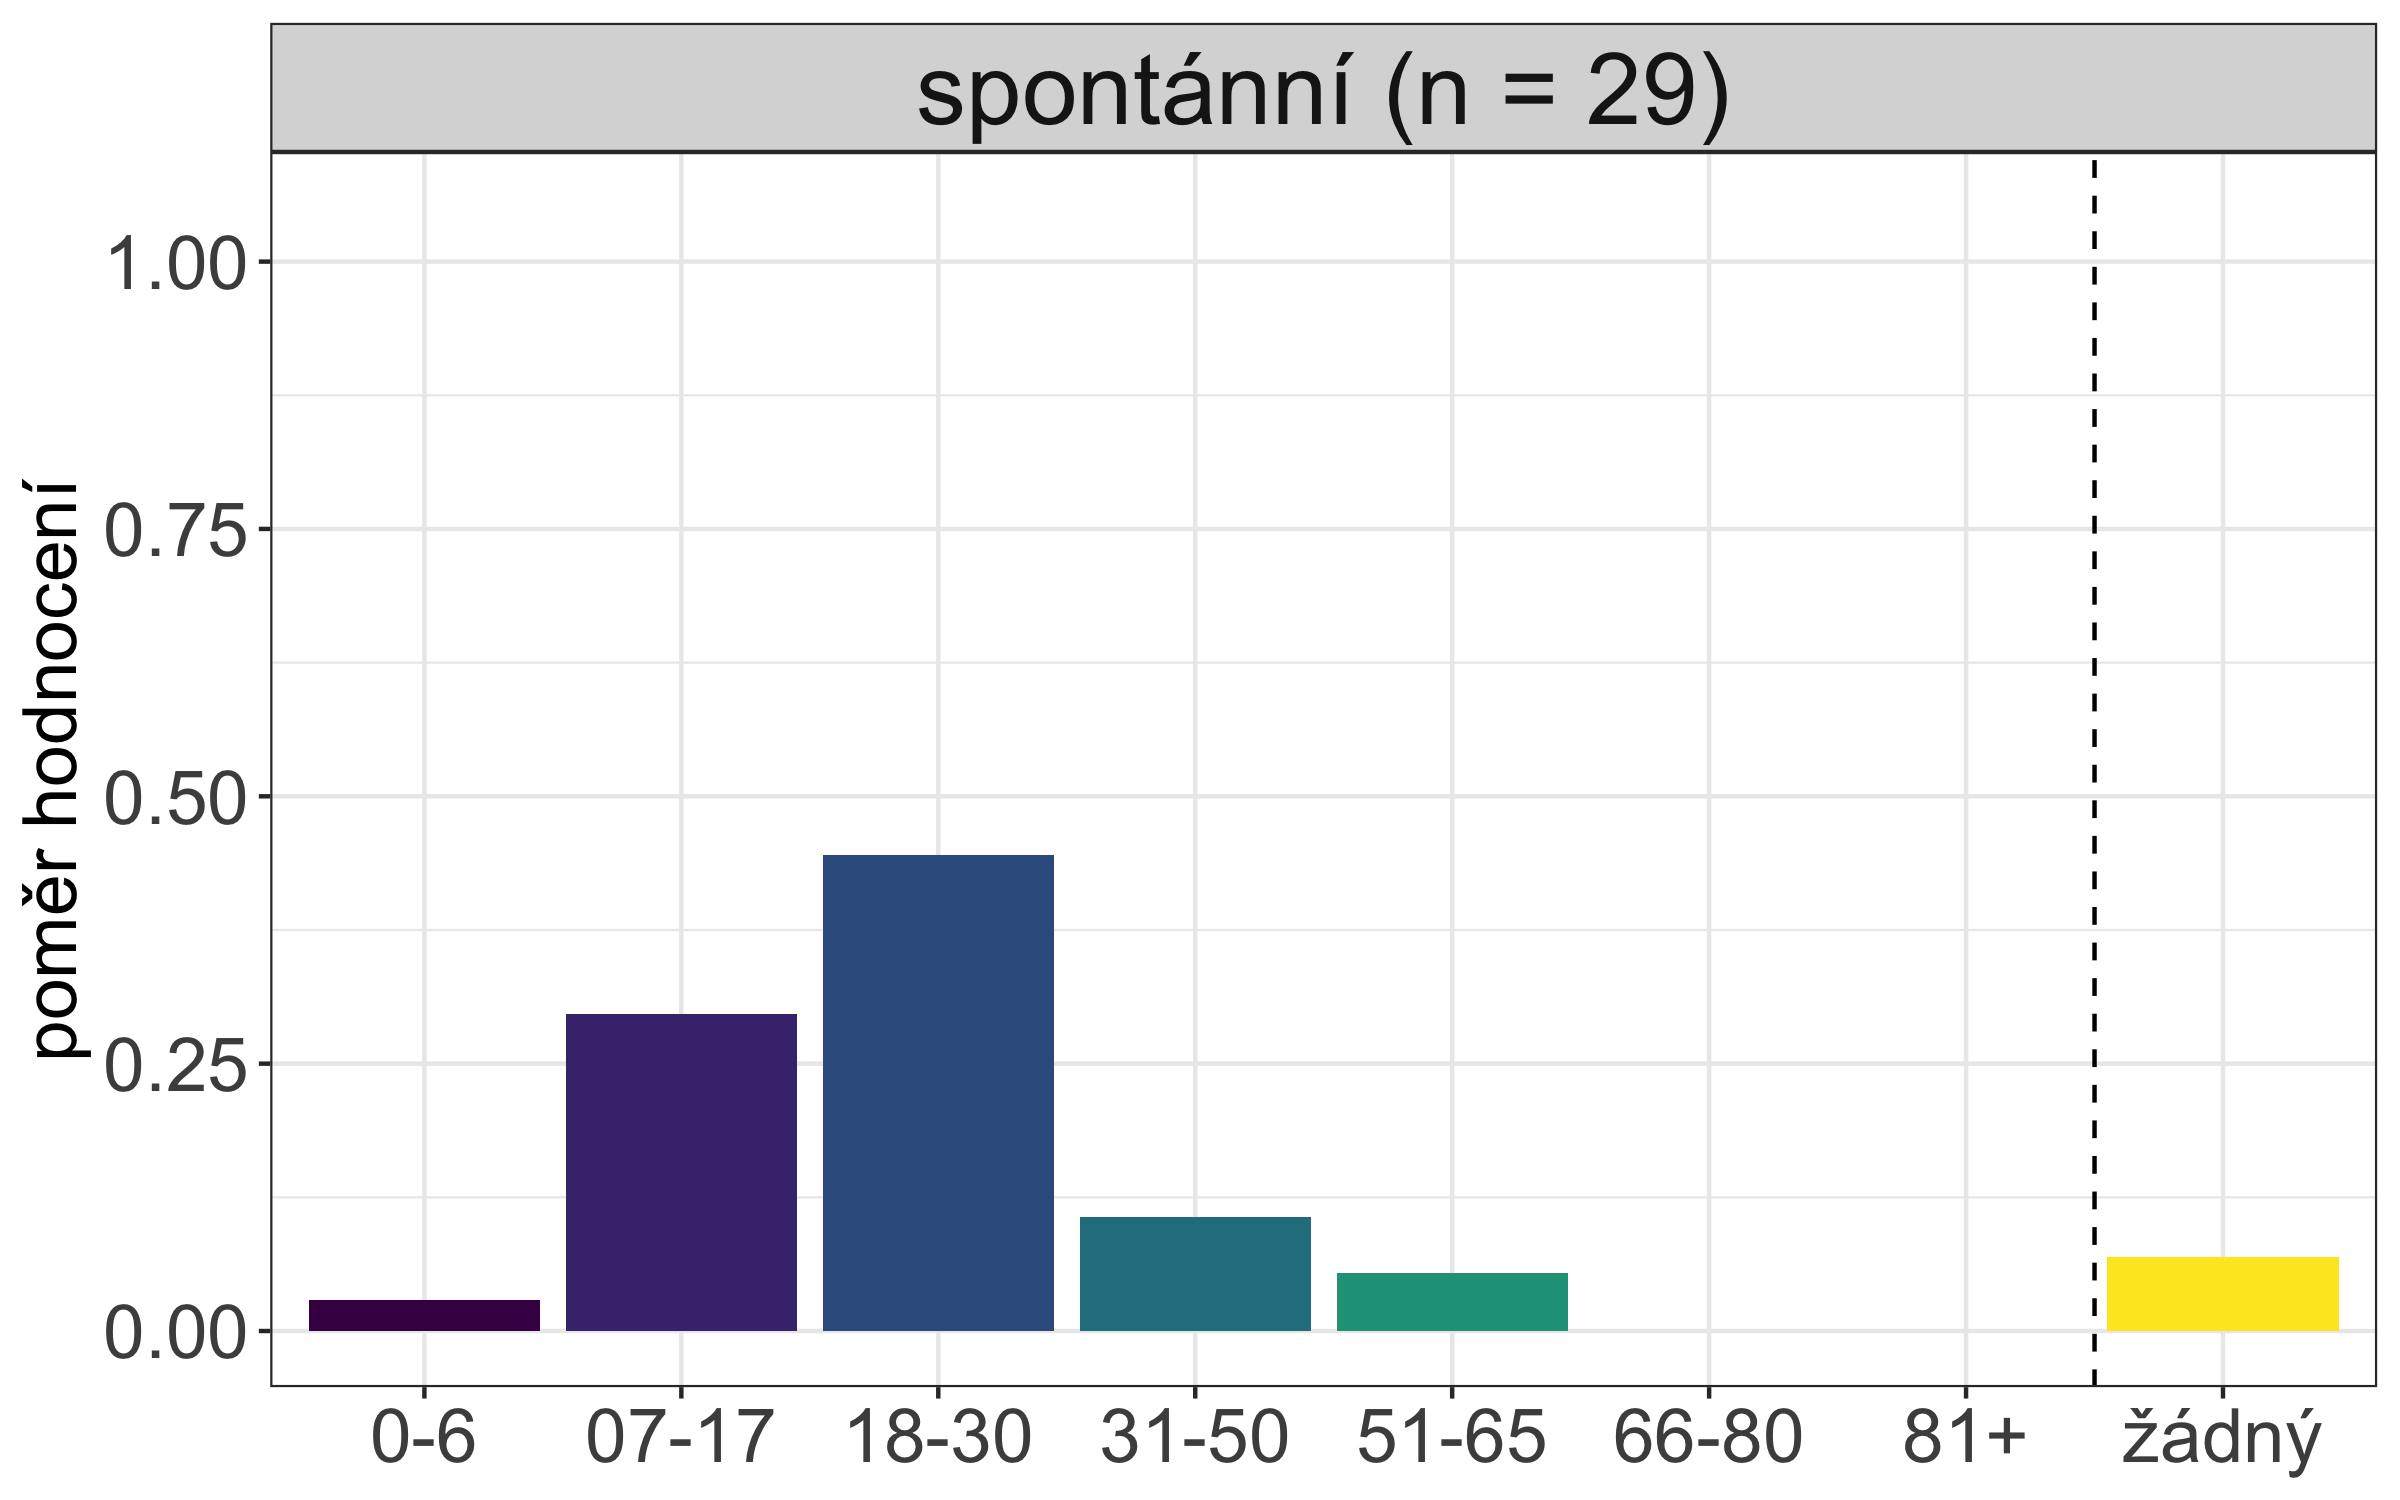 spontánní (n = 29)
poměr hodnocení
1.00
0.75
0.50
0.25
0.00
0-6 07-17 18-30 31-50 51-65 66-80 81+ žádný